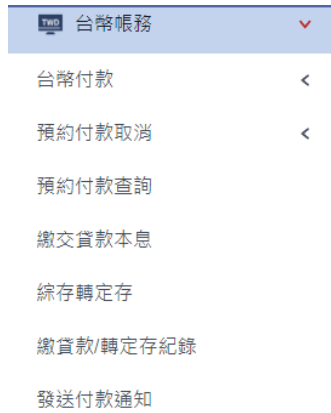 TWD 台幣帳務
台幣付款
預約付款取消
預約付款查詢
繳交貸款本息
綜存轉定存
繳貸款/轉定存紀錄
發送付款通知